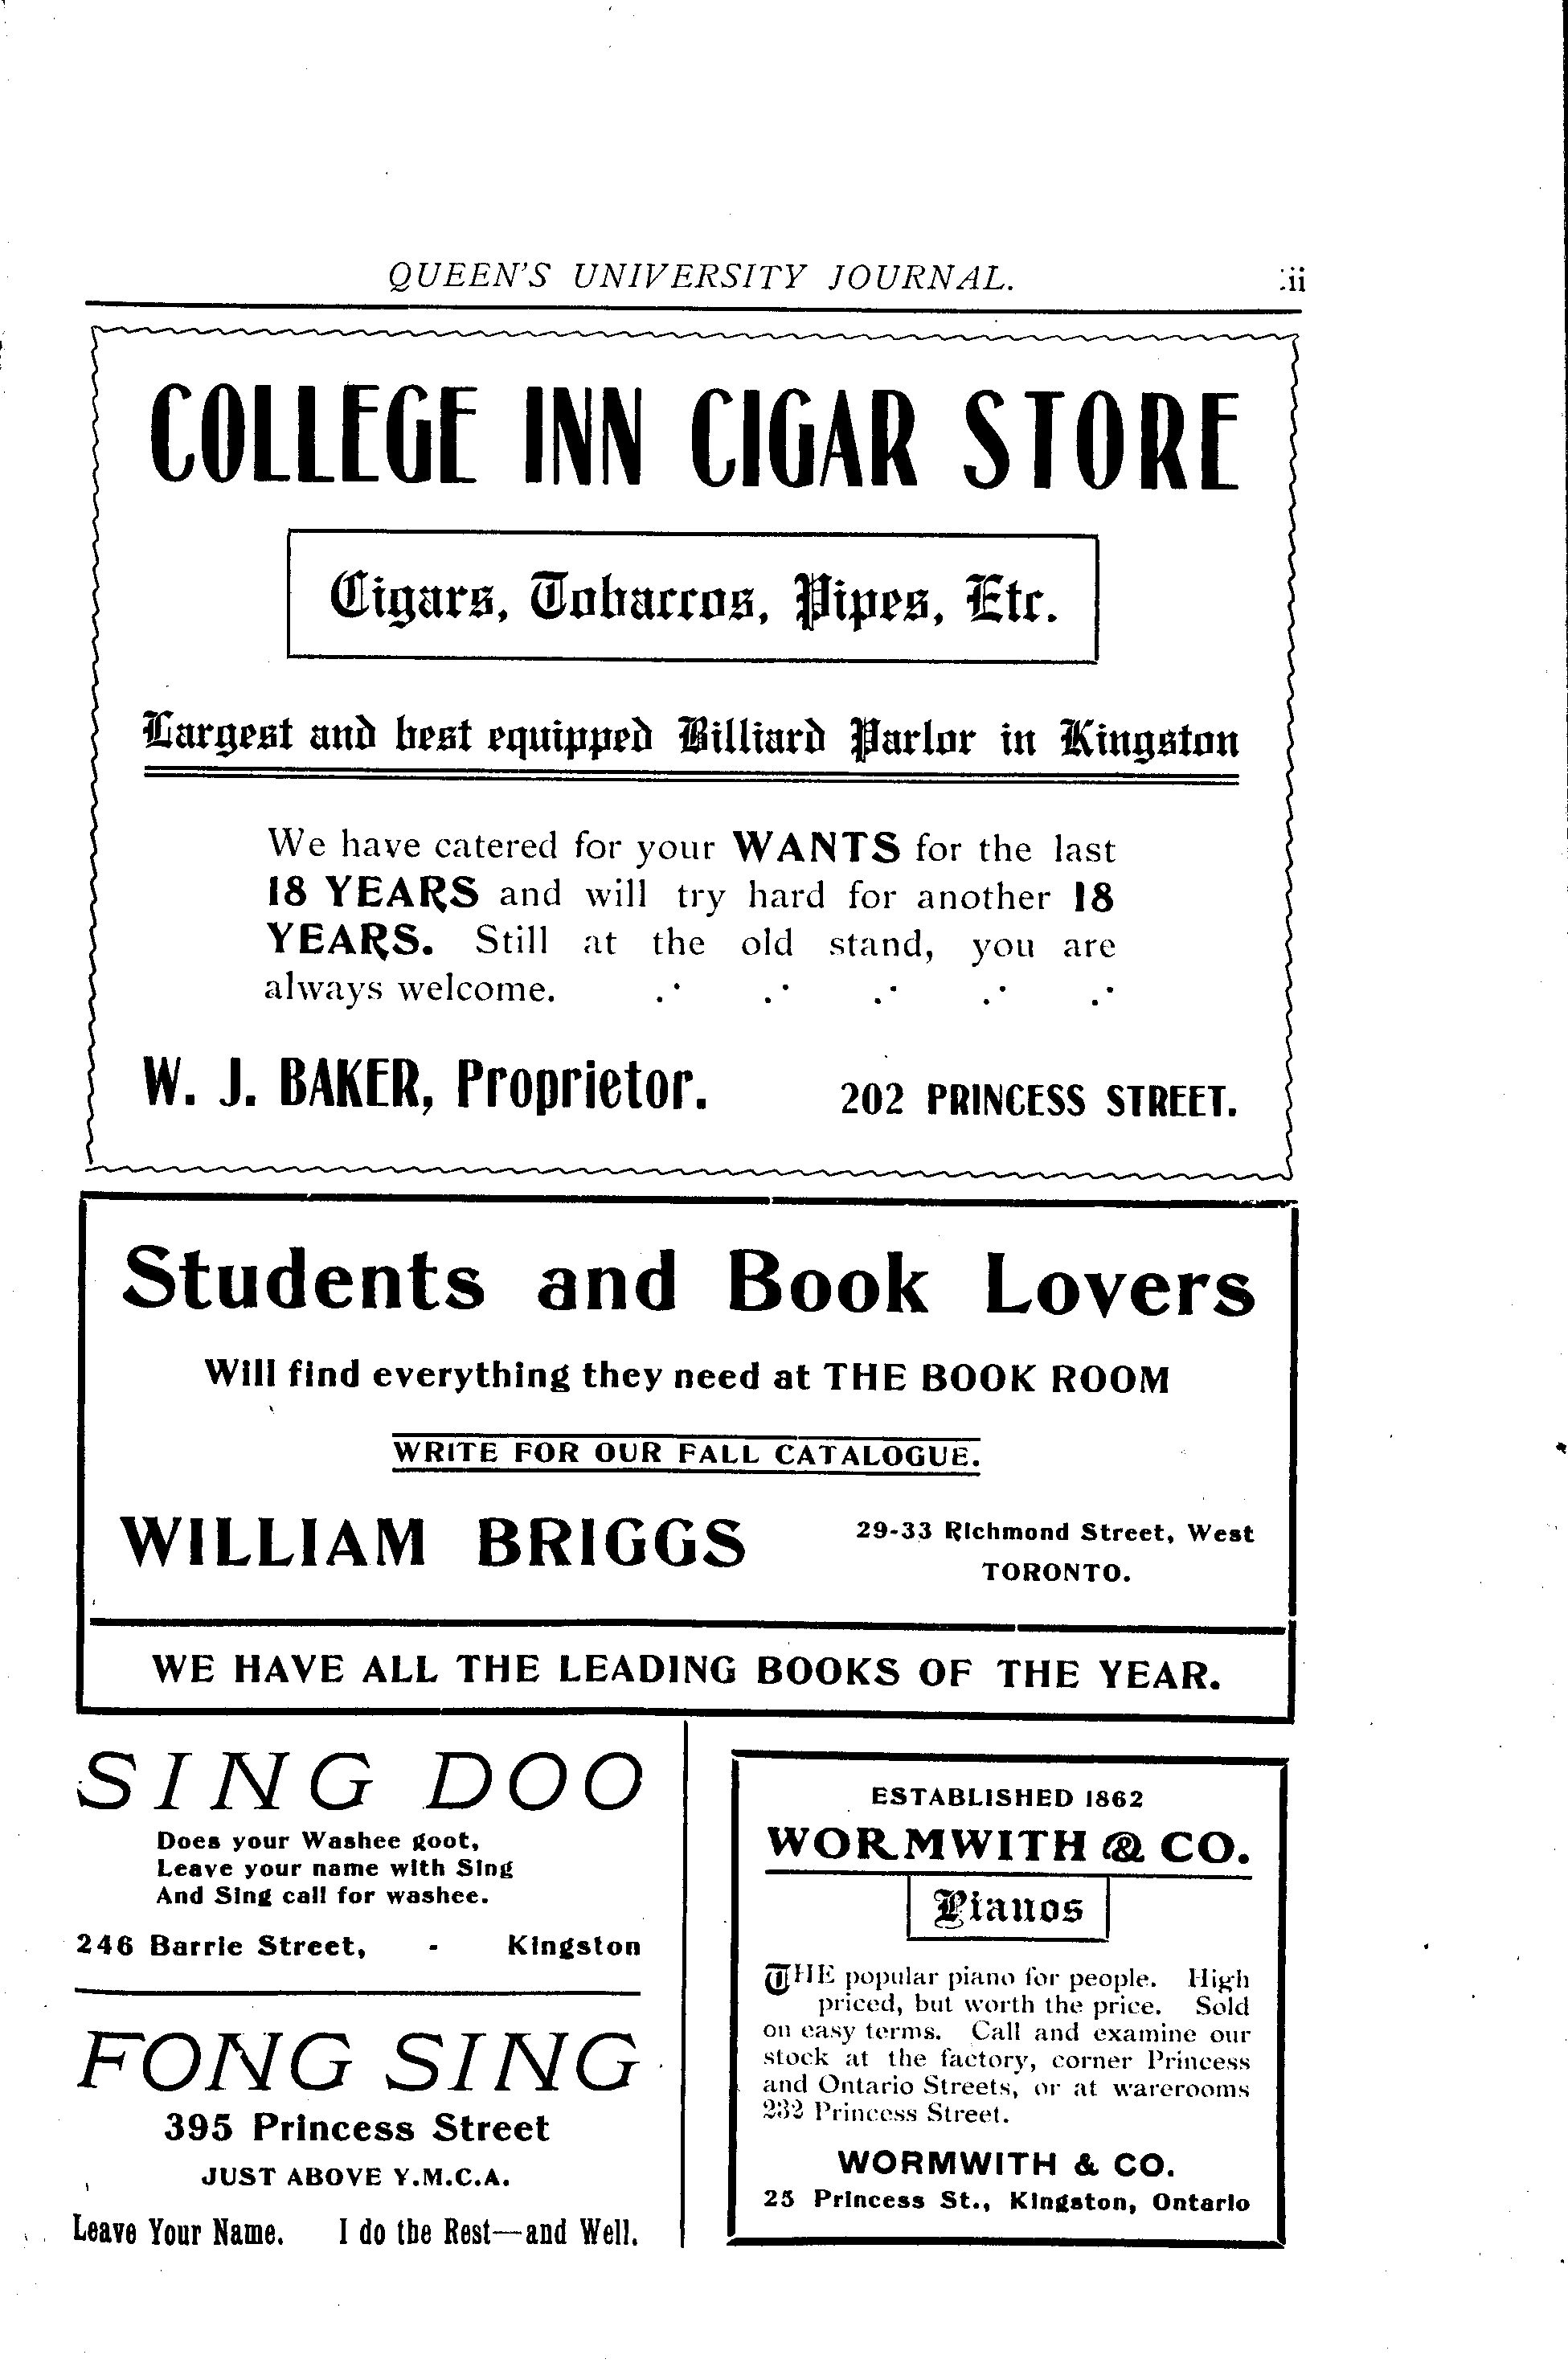 QUEEN'S UNIVERSITY JOURNAL.
COLLEGE INN CIGAR STORE
Cigars, Tobaccos, Pipes, Etc.
Largest and best equipped Billiard Parlor in Kingston
We have catered for your WANTS for the last
18 YEARS and will try hard for another 18
YEARS. Still at the old stand, you are
always welcome.
W. J. BAKER, Proprietor. 202 PRINCESS STREET.
Students and Book Lovers
Will find everything they need at THE BOOK ROOM
WRITE FOR OUR FALL CATALOGUE.
WILLIAM BRIGGS
29-33 Richmond Street, West
TORONTO.
WE HAVE ALL THE LEADING BOOKS OF THE YEAR.
SING DOO
Does your Washee goot,
Leave your name with Sing
And Sing call for washee.
246 Barrie Street, - Kingston
FONG SING
395 Princess Street
JUST ABOVE Y.M.C.A.
Leave Your Name. I do the Rest—and Well.
ESTABLISHED 1862
WORMWITH & CO.
Pianos
THE popular piano for people. High
priced, but worth the price. Sold
on easy terms. Call and examine our
stock at the factory, corner Princess
and Ontario Streets, or at warerooms
232 Princess Street.
WORMWITH & CO.
25 Princess St., Kingston, Ontario